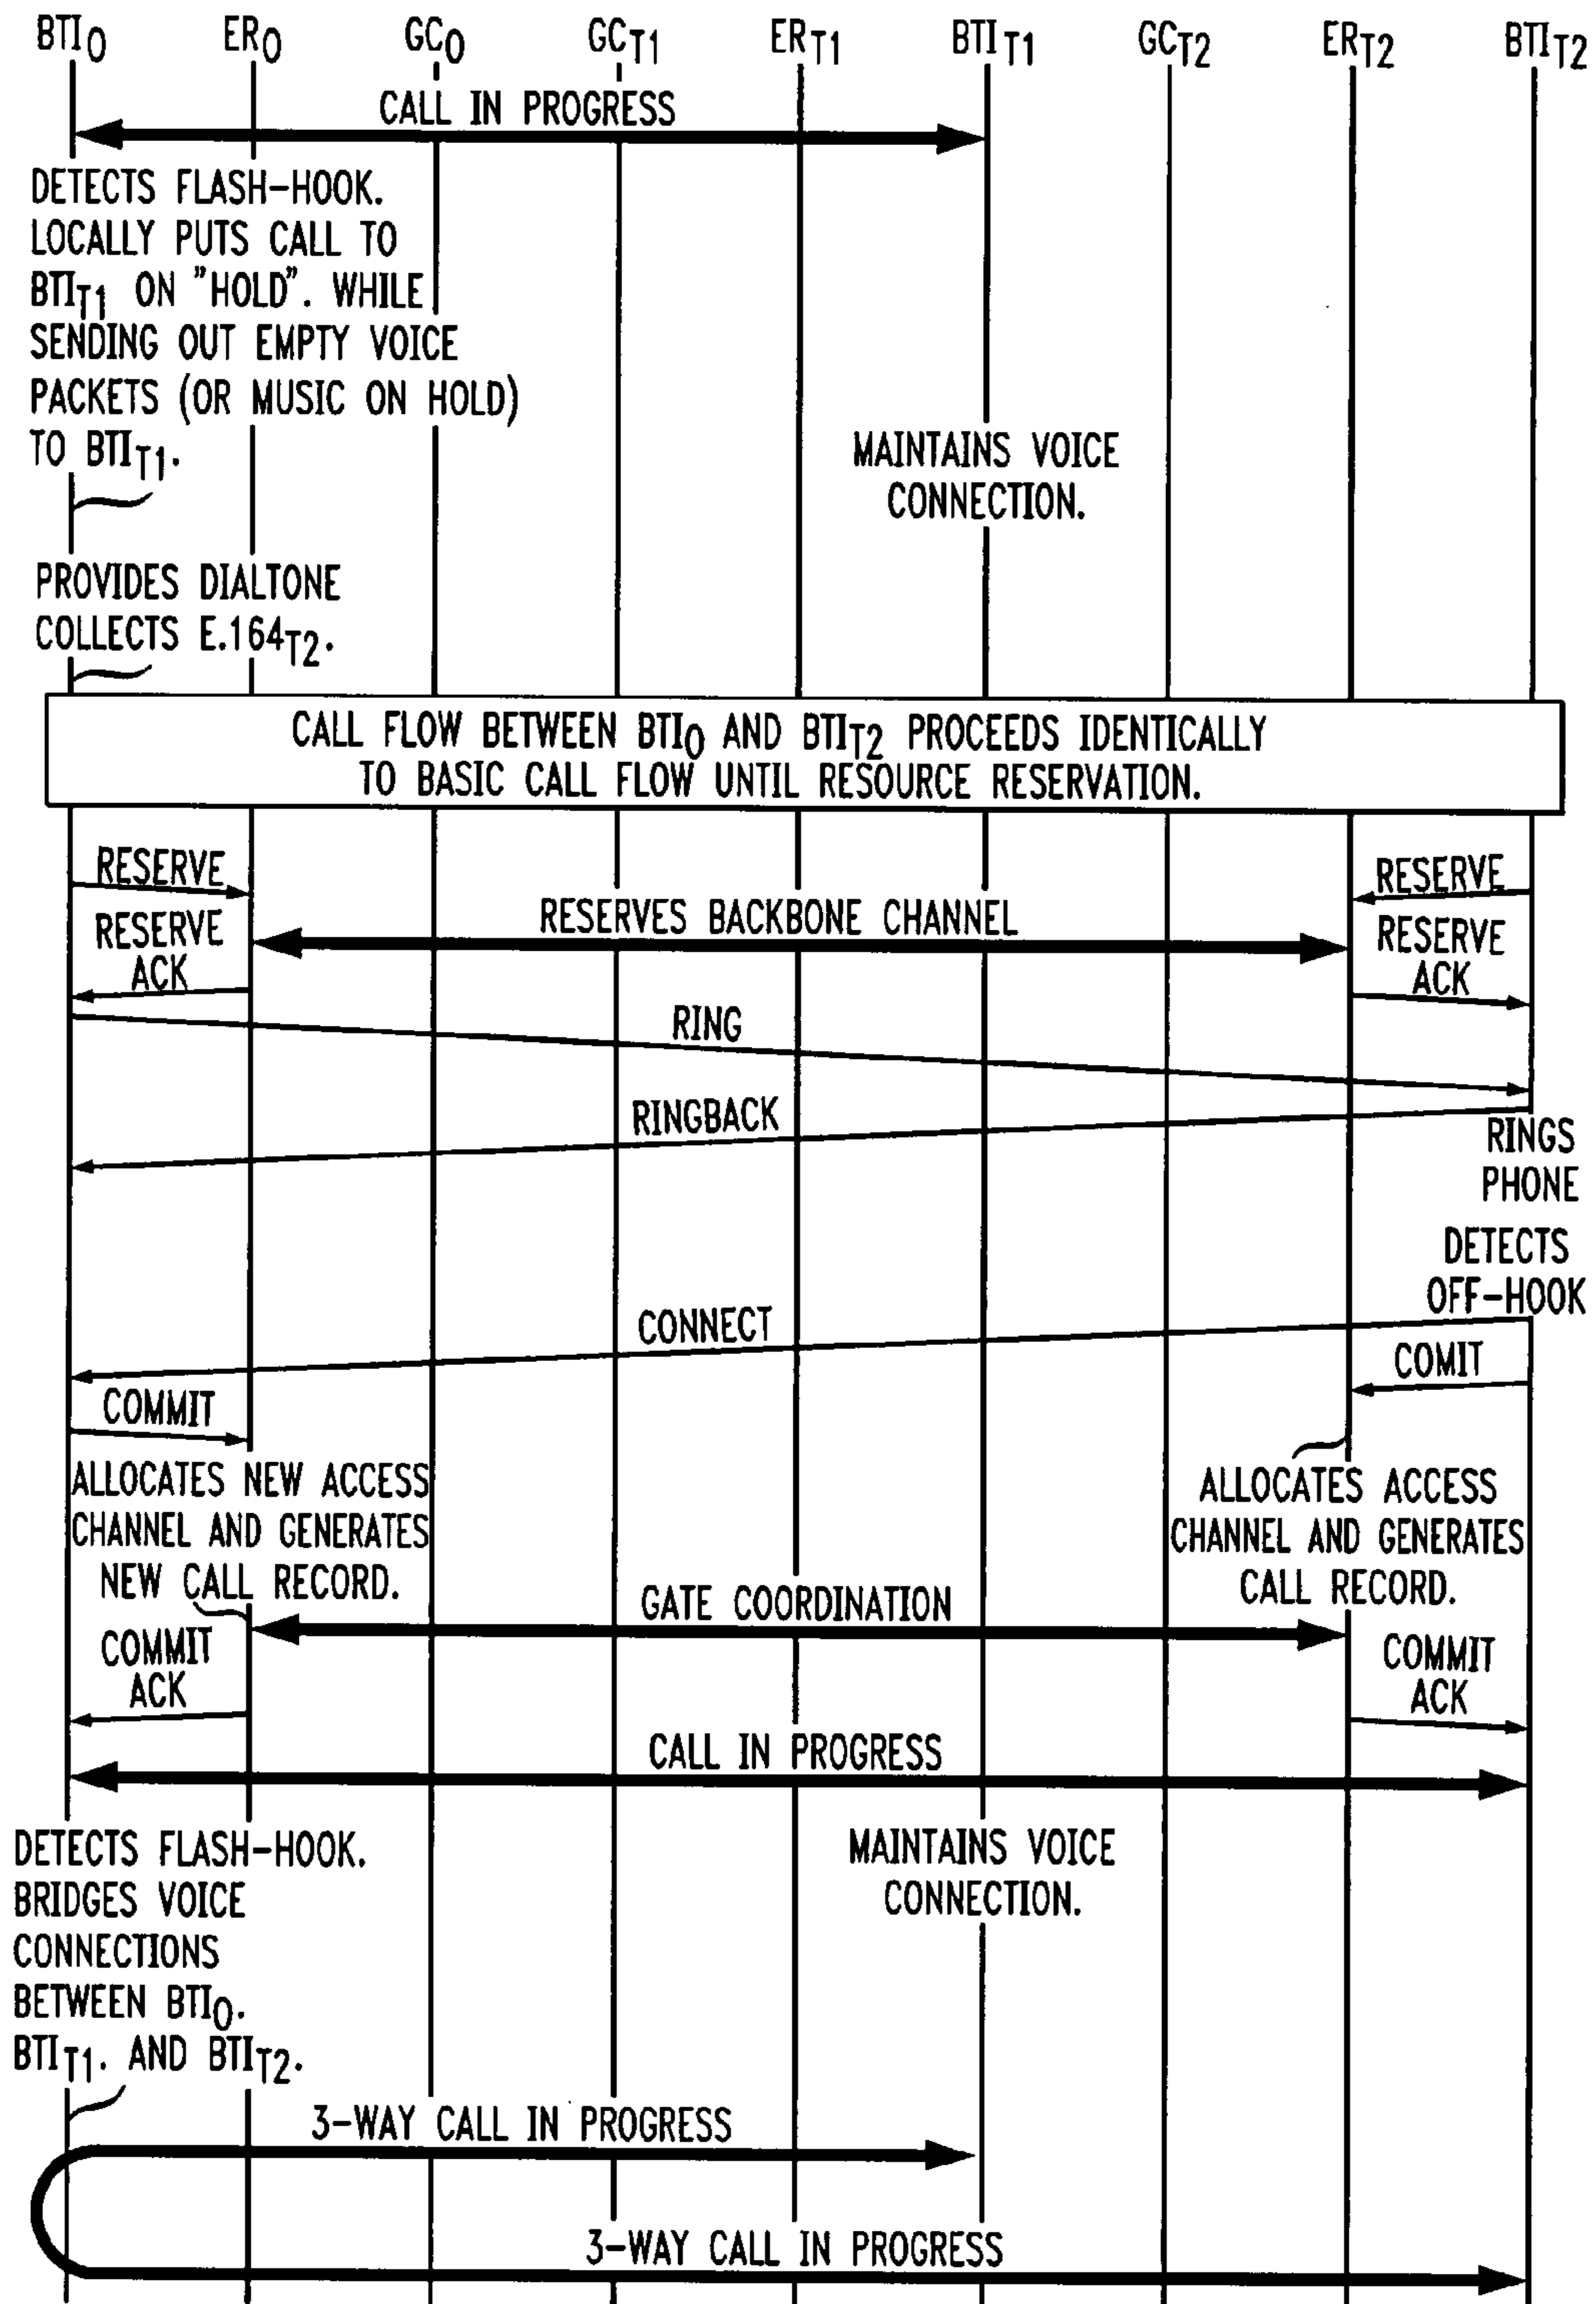 BTI0 ER0 GC0 GCT1 ERT1 BTIT1 GCT2 ERT2 BTIT2
CALL IN PROGRESS
DETECTS FLASH-HOOK.
LOCALLY PUTS CALL TO
BTIT1 ON "HOLD". WHILE
SENDING OUT EMPTY VOICE
PACKETS (OR MUSIC ON HOLD)
TO BTIT1.
MAINTAINS VOICE
CONNECTION.
PROVIDES DIALTONE
COLLECTS E.164T2.
CALL FLOW BETWEEN BTI0 AND BTIT2 PROCEEDS IDENTICALLY
TO BASIC CALL FLOW UNTIL RESOURCE RESERVATION.
RESERVE
RESERVE
RESERVES BACKBONE CHANNEL
RESERVE
ACK
RESERVE
ACK
RING
RINGBACK
RINGS
PHONE
DETECTS
OFF-HOOK
CONNECT
COMIT
COMMIT
ALLOCATES NEW ACCESS
CHANNEL AND GENERATES
NEW CALL RECORD.
ALLOCATES ACCESS
CHANNEL AND GENERATES
CALL RECORD.
GATE COORDINATION
COMMIT
ACK
COMMIT
ACK
CALL IN PROGRESS
DETECTS FLASH-HOOK.
BRIDGES VOICE
CONNECTIONS
BETWEEN BTI0.
BTIT1. AND BTIT2.
MAINTAINS VOICE
CONNECTION.
3-WAY CALL IN PROGRESS
3-WAY CALL IN PROGRESS